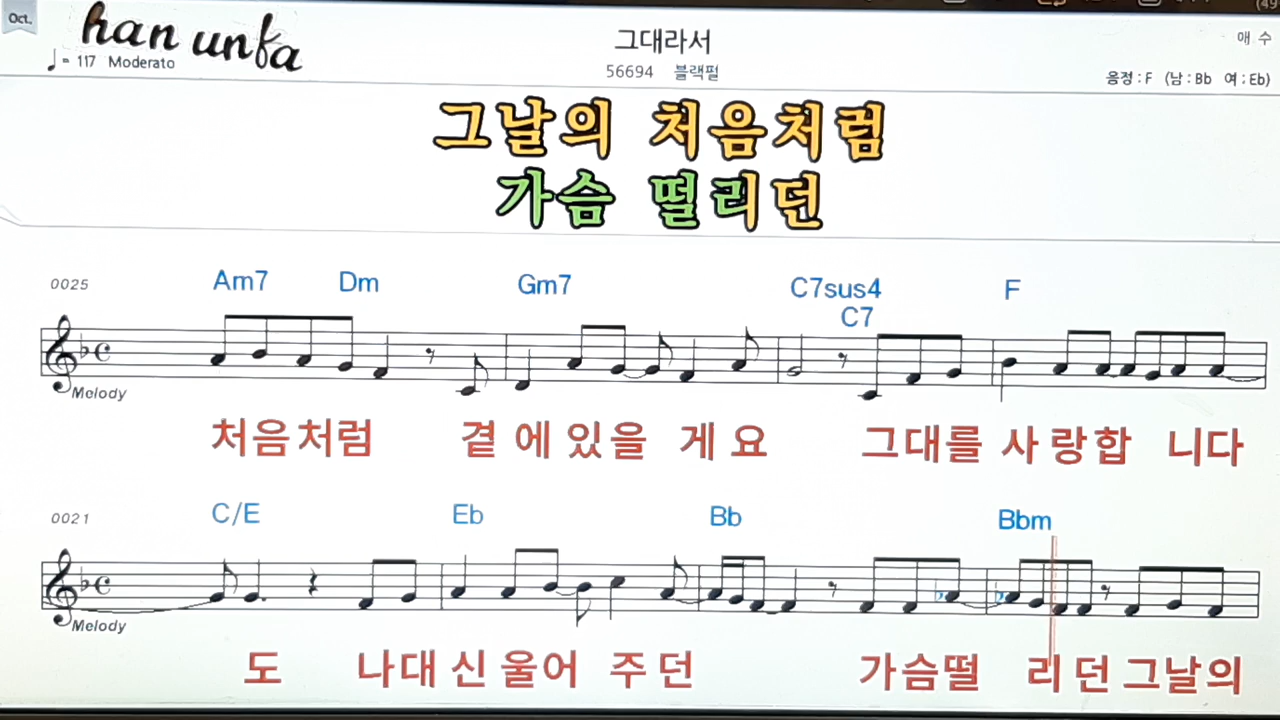 Oct.
han unfa
♩= 117 Moderato
그대라서
56694 블랙펄
애 수
음정 : F (남 : Bb 여 : Eb)
그날의 처음처럼
가슴 떨리던
0025
Am7 Dm Gm7 C7sus4 F
C7
Melody
처음처럼 곁에있을게요 그대를 사랑합 니다
0021
C/E Eb Bb Bbm
Melody
도 나대신울어 주던 가슴떨 리던 그날의